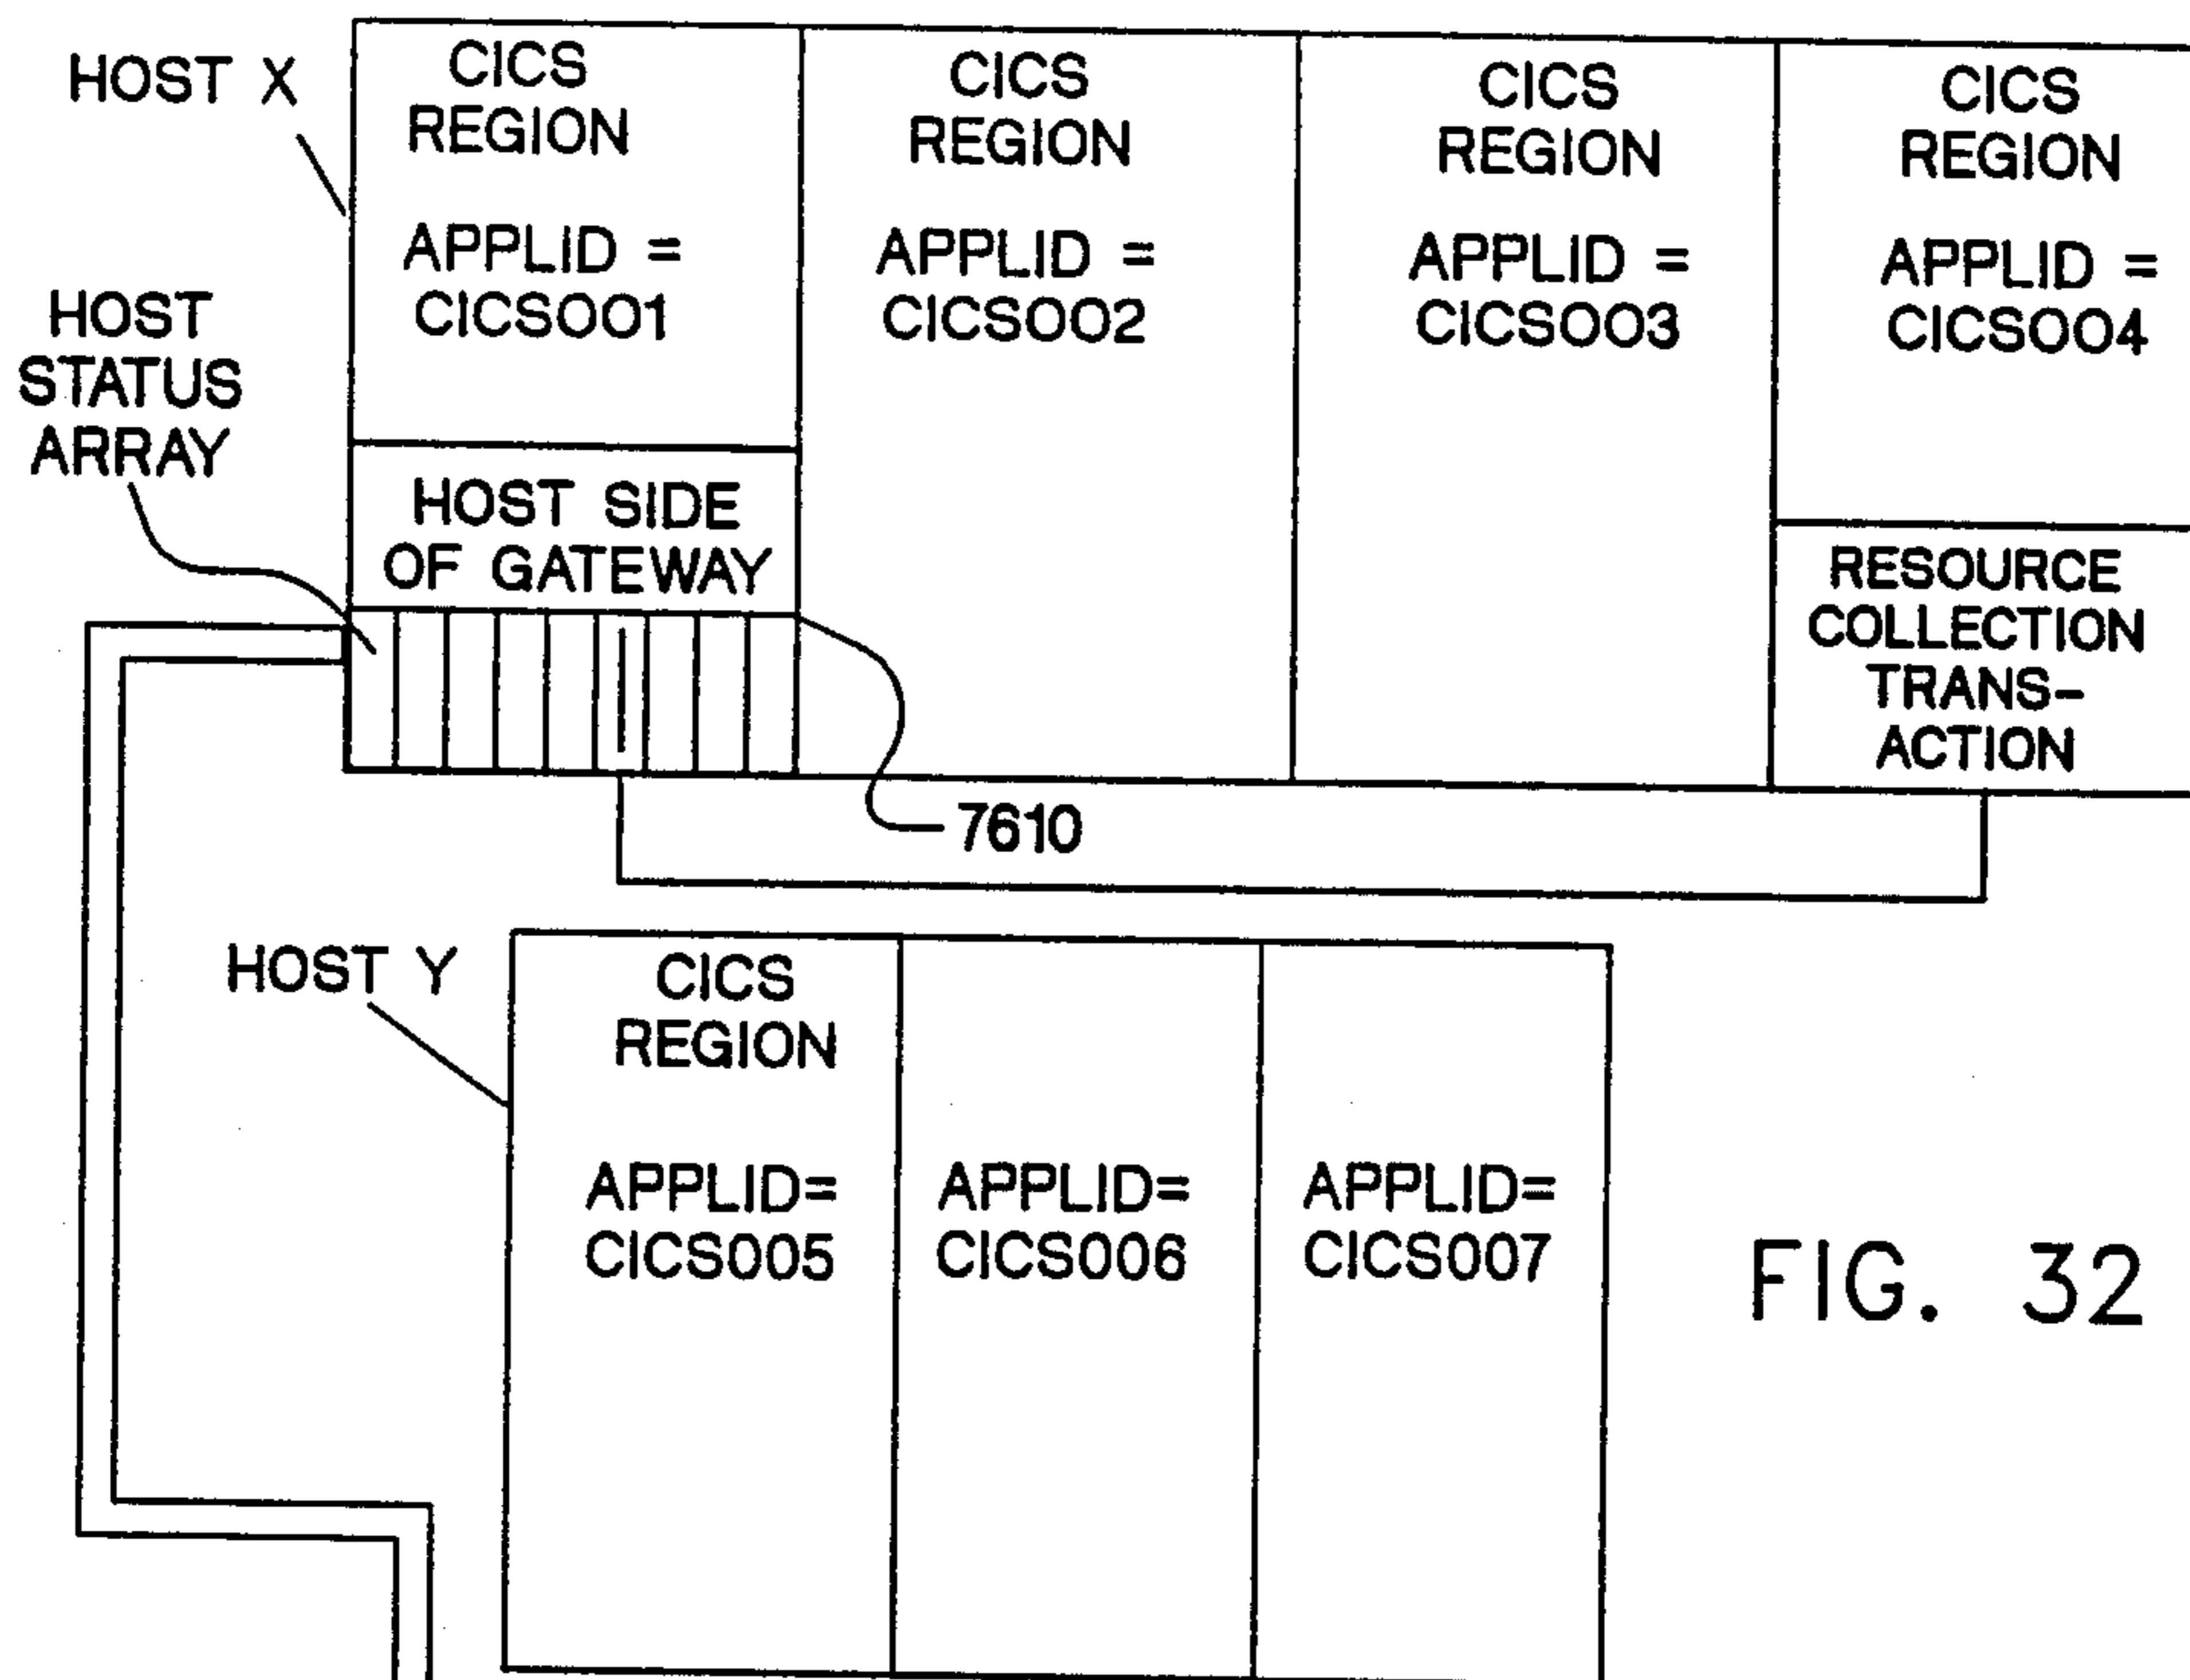 HOST X
CICS
REGION
APPLID =
CICS001
CICS
REGION
APPLID =
CICS002
CICS
REGION
APPLID =
CICS003
CICS
REGION
APPLID =
CICS004
HOST
STATUS
ARRAY
HOST SIDE
OF GATEWAY
RESOURCE
COLLECTION
TRANS-
ACTION
7610
HOST Y
CICS
REGION
APPLID=
CICS005
APPLID=
CICS006
APPLID=
CICS007
FIG. 32